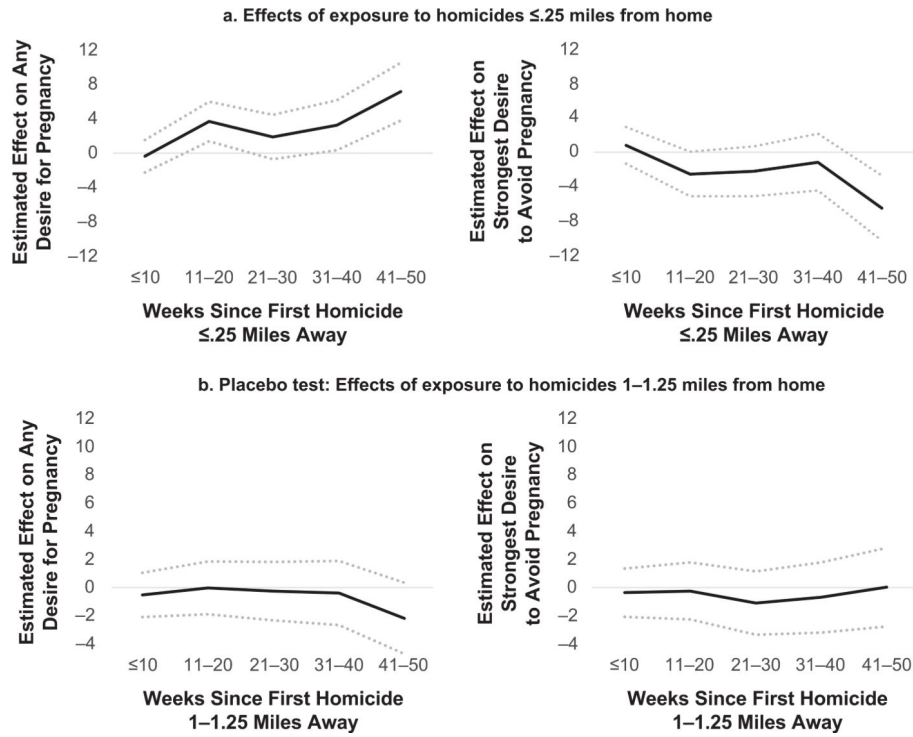 a. Effects of exposure to homicides ≤.25 miles from home
Estimated Effect on Any
Desire for Pregnancy
12
8
4
0
–4
–8
–12
≤10 11–20 21–30 31–40 41–50
Weeks Since First Homicide
≤.25 Miles Away
Estimated Effect on
Strongest Desire
to Avoid Pregnancy
12
8
4
0
–4
–8
–12
≤10 11–20 21–30 31–40 41–50
Weeks Since First Homicide
≤.25 Miles Away
b. Placebo test: Effects of exposure to homicides 1–1.25 miles from home
Estimated Effect on Any
Desire for Pregnancy
12
10
8
6
4
2
0
–2
–4
≤10 11–20 21–30 31–40 41–50
Weeks Since First Homicide
1–1.25 Miles Away
Estimated Effect on
Strongest Desire
to Avoid Pregnancy
12
10
8
6
4
2
0
–2
–4
≤10 11–20 21–30 31–40 41–50
Weeks Since First Homicide
1–1.25 Miles Away